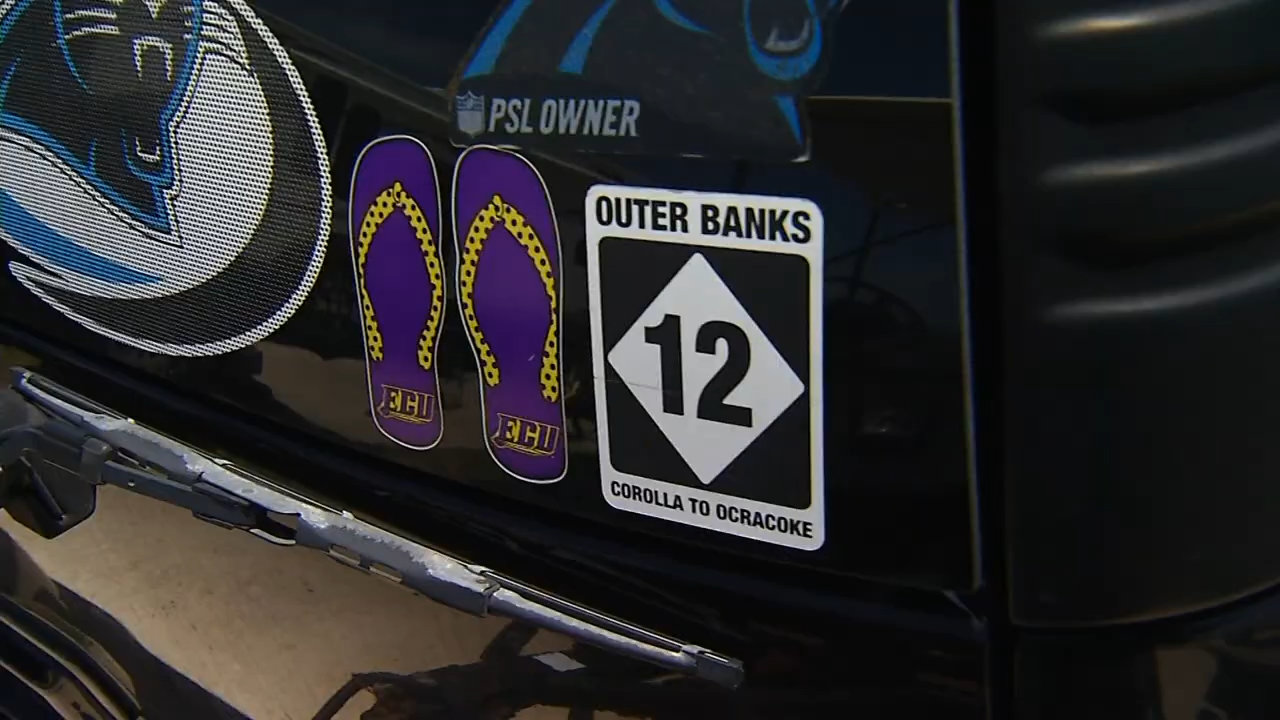 PSL OWNER
ECU
ECU
OUTER BANKS
12
COROLLA TO OCRACOKE